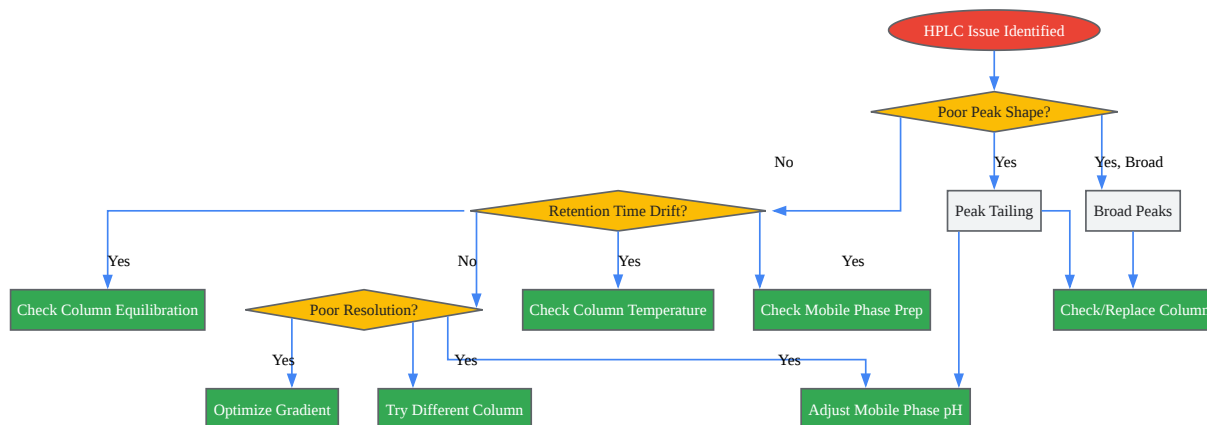 HPLC Issue Identified
Poor Peak Shape?
No
Yes
Yes, Broad
Retention Time Drift?
Peak Tailing
Broad Peaks
Yes
No
Yes
Yes
Check Column Equilibration
Poor Resolution?
Check Column Temperature
Check Mobile Phase Prep
Check/Replace Column
Yes
Yes
Yes
Optimize Gradient
Try Different Column
Adjust Mobile Phase pH